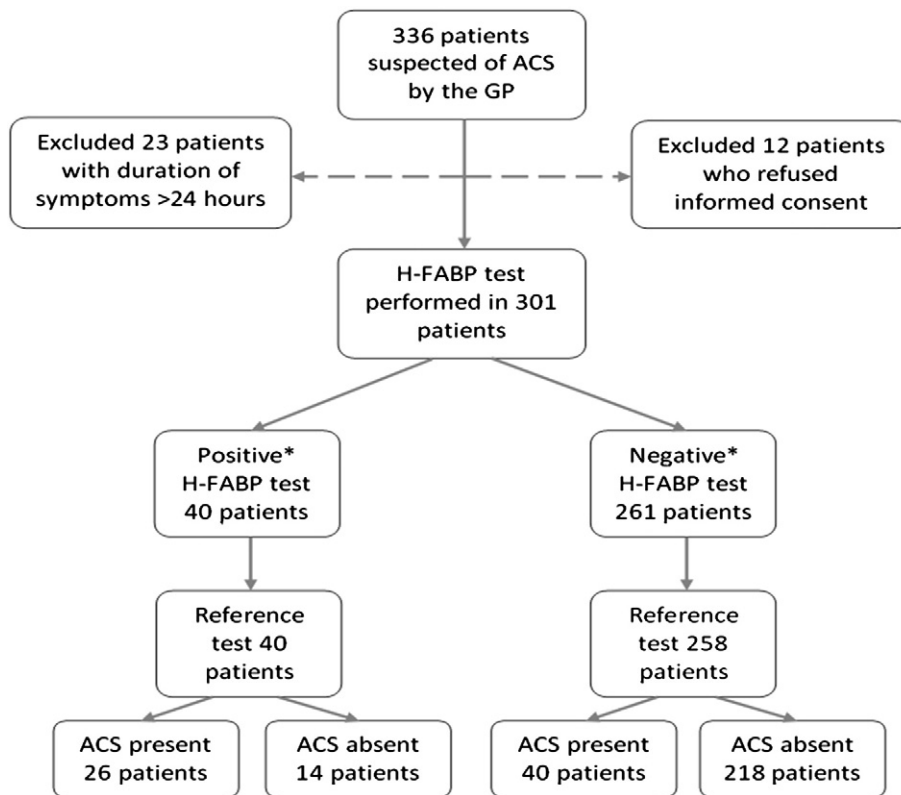 336 patients
suspected of ACS
by the GP
Excluded 23 patients
with duration of
symptoms >24 hours
Excluded 12 patients
who refused
informed consent
H-FABP test
performed in 301
patients
Positive*
H-FABP test
40 patients
Negative*
H-FABP test
261 patients
Reference
test 40
patients
Reference
test 258
patients
ACS present
26 patients
ACS absent
14 patients
ACS present
40 patients
ACS absent
218 patients